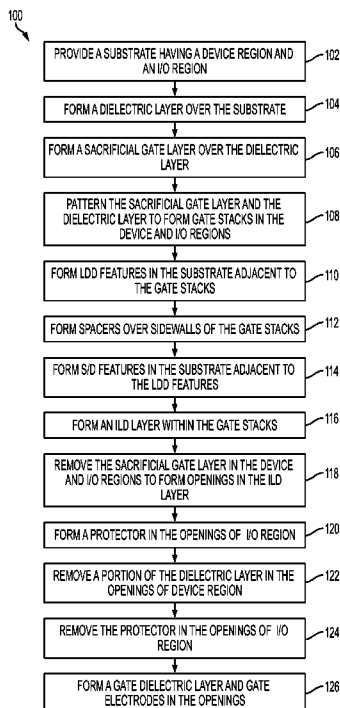 100
PROVIDE A SUBSTRATE HAVING A DEVICE REGION AND
AN I/O REGION
102
FORM A DIELECTRIC LAYER OVER THE SUBSTRATE
104
FORM A SACRIFICIAL GATE LAYER OVER THE DIELECTRIC
LAYER
106
PATTERN THE SACRIFICIAL GATE LAYER AND THE
DIELECTRIC LAYER TO FORM GATE STACKS IN THE
DEVICE AND I/O REGIONS
108
FORM LDD FEATURES IN THE SUBSTRATE ADJACENT TO
THE GATE STACKS
110
FORM SPACERS OVER SIDEWALLS OF THE GATE STACKS
112
FORM S/D FEATURES IN THE SUBSTRATE ADJACENT TO
THE LDD FEATURES
114
FORM AN ILD LAYER WITHIN THE GATE STACKS
116
REMOVE THE SACRIFICIAL GATE LAYER IN THE DEVICE
AND I/O REGIONS TO FORM OPENINGS IN THE ILD
LAYER
118
FORM A PROTECTOR IN THE OPENINGS OF I/O REGION
120
REMOVE A PORTION OF THE DIELECTRIC LAYER IN THE
OPENINGS OF DEVICE REGION
122
REMOVE THE PROTECTOR IN THE OPENINGS OF I/O
REGION
124
FORM A GATE DIELECTRIC LAYER AND GATE
ELECTRODES IN THE OPENINGS
126